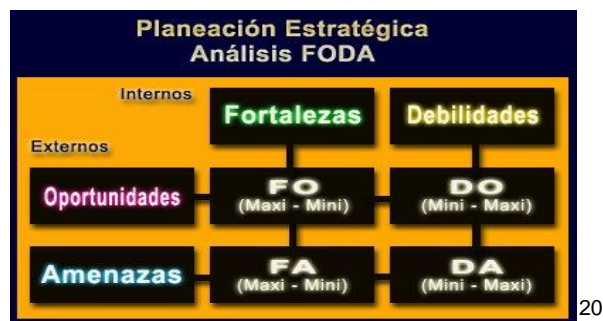 Planeación Estratégica
Análisis FODA
Internos
Fortalezas
Debilidades
Externos
Oportunidades
FO
(Maxi - Mini)
DO
(Mini - Maxi)
Amenazas
FA
(Maxi - Mini)
DA
(Mini - Maxi)
20